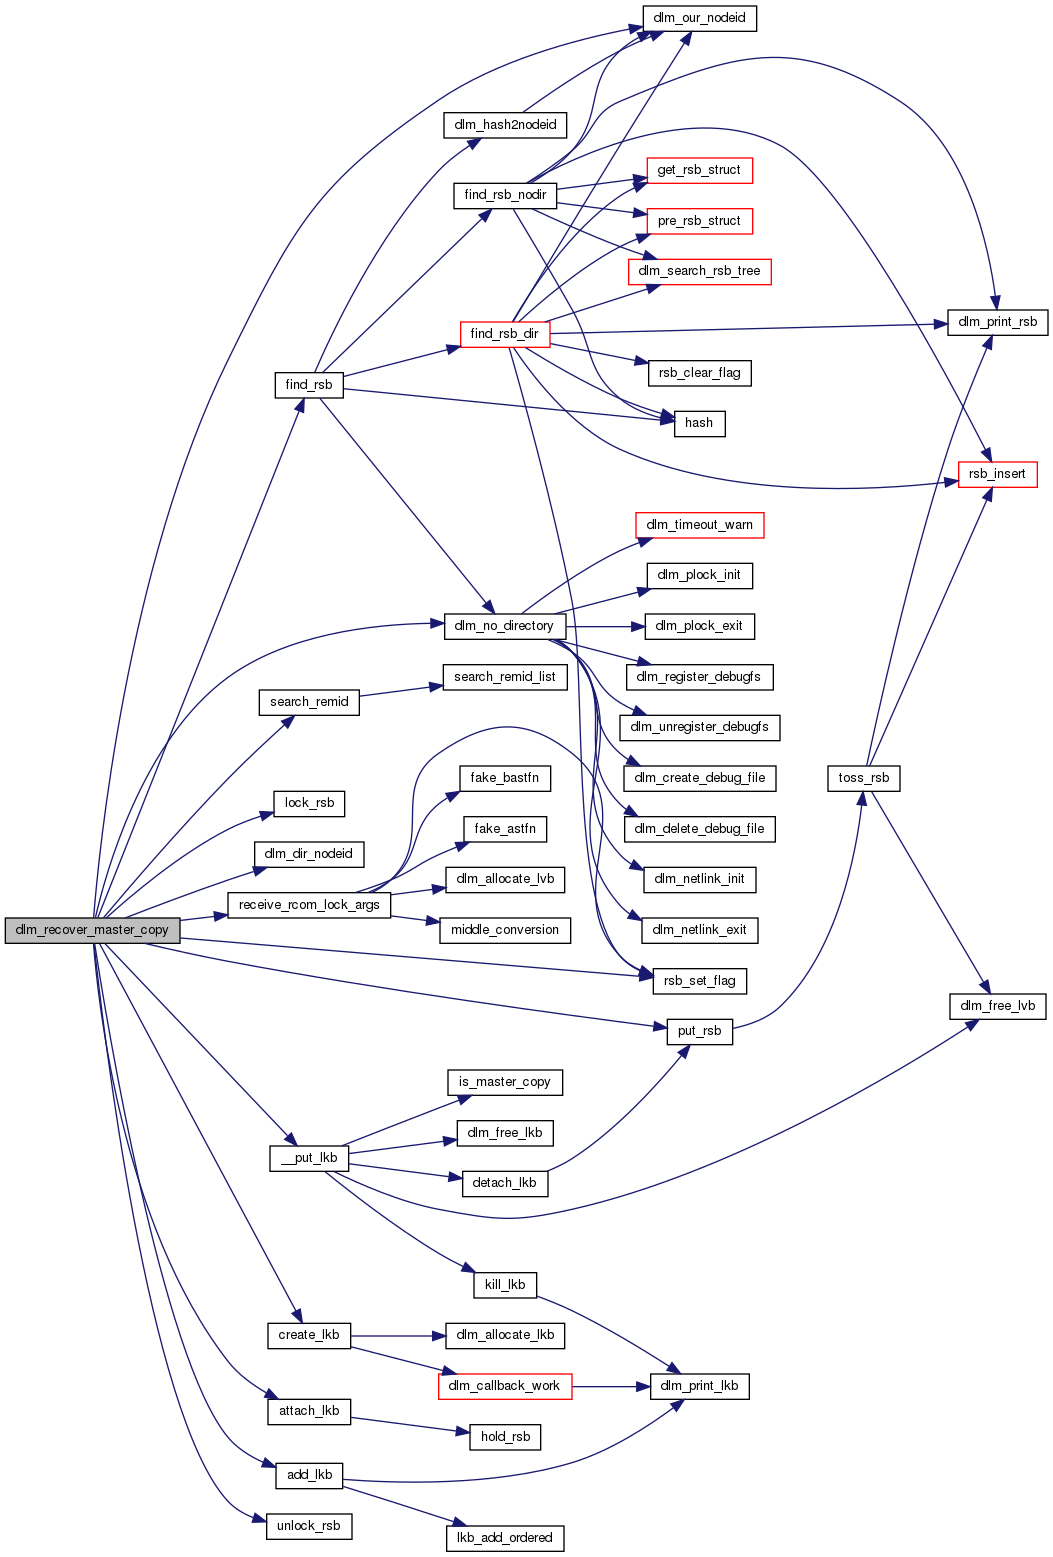 dlm_our_nodeid
dlm_hash2nodeid
get_rsb_struct
find_rsb_nodir
pre_rsb_struct
dlm_search_rsb_tree
dlm_print_rsb
find_rsb_dir
rsb_clear_flag
find_rsb
hash
rsb_insert
dlm_timeout_warn
dlm_plock_init
dlm_no_directory
dlm_plock_exit
search_remid_list
dlm_register_debugfs
search_remid
dlm_unregister_debugfs
fake_bastfn
dlm_create_debug_file
toss_rsb
lock_rsb
fake_astfn
dlm_delete_debug_file
dlm_dir_nodeid
dlm_allocate_lvb
dlm_netlink_init
receive_rcom_lock_args
dlm_recover_master_copy
middle_conversion
dlm_netlink_exit
rsb_set_flag
dlm_free_lvb
put_rsb
is_master_copy
dlm_free_lkb
__put_lkb
detach_lkb
kill_lkb
create_lkb
dlm_allocate_lkb
dlm_callback_work
dlm_print_lkb
attach_lkb
hold_rsb
add_lkb
unlock_rsb
lkb_add_ordered